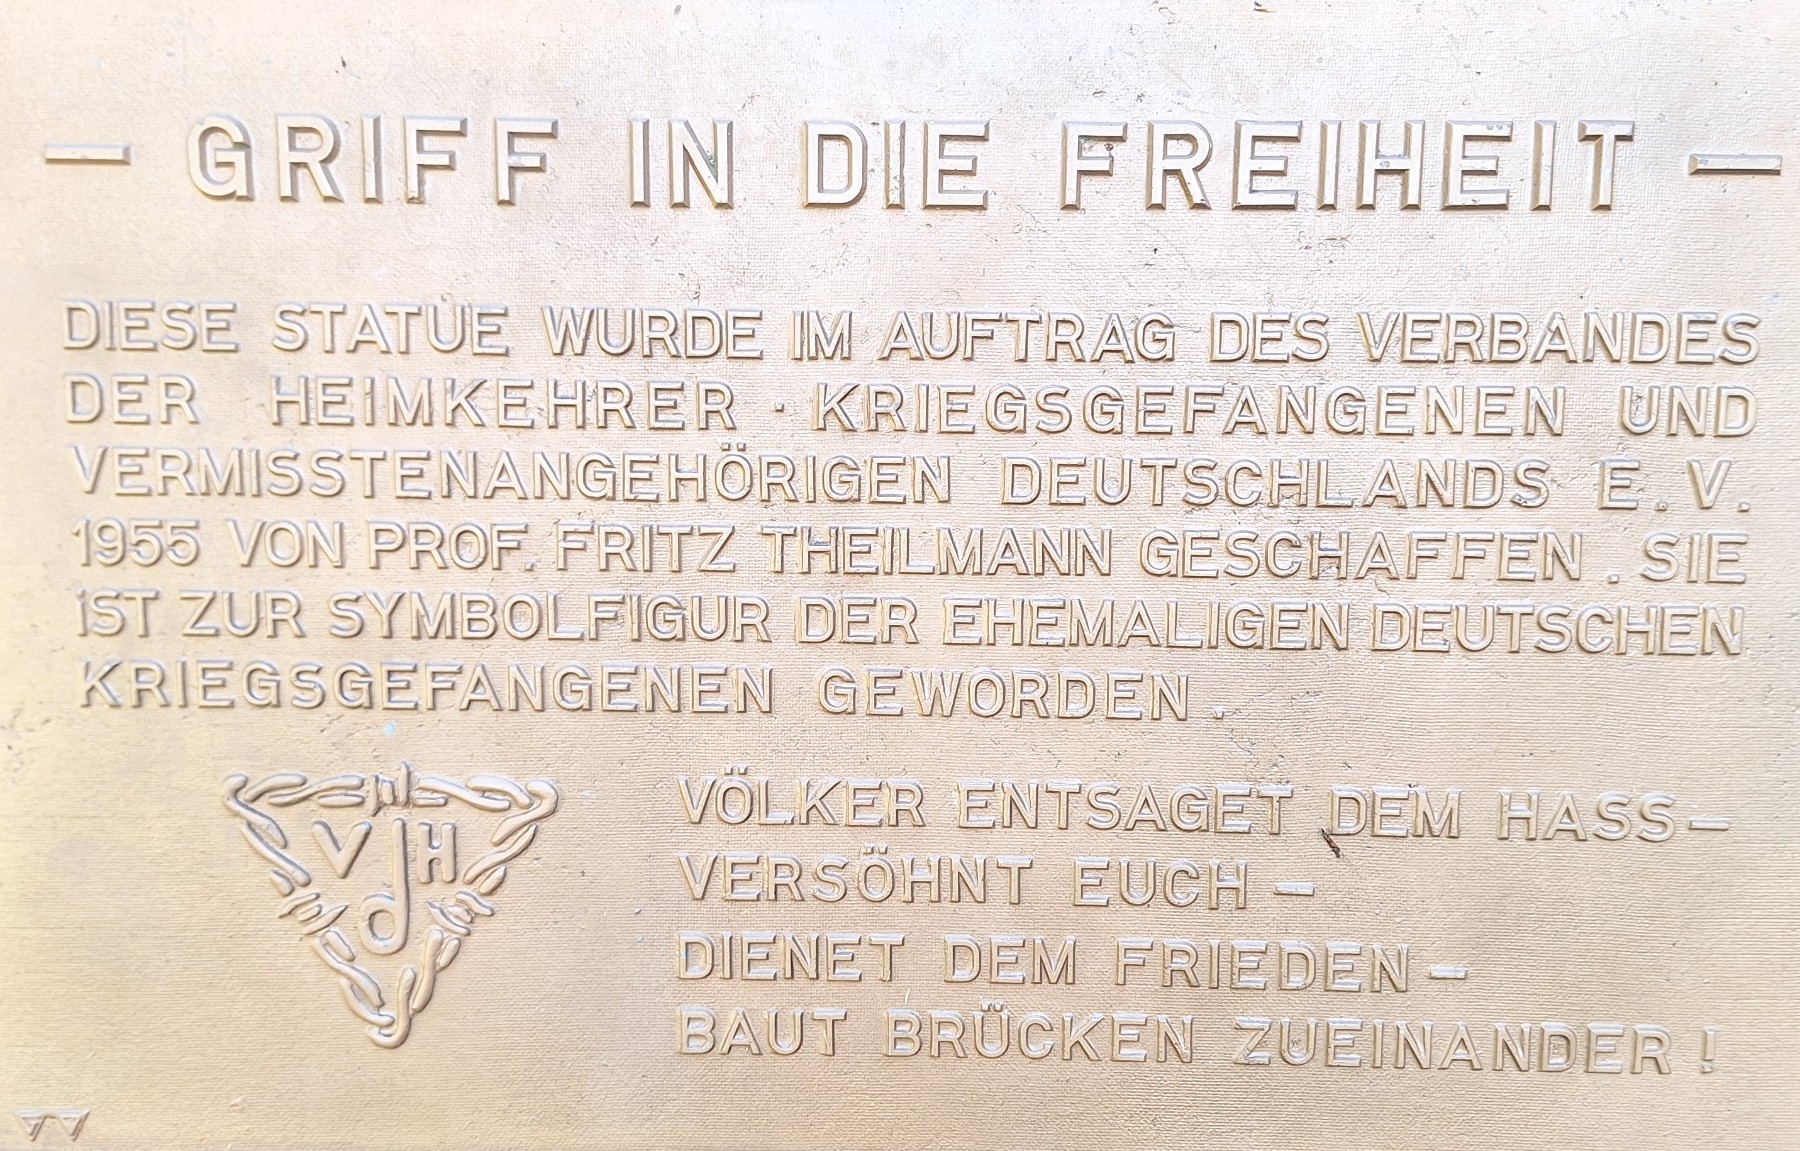 — GRIFF IN DIE FREIHEIT —
DIESE STATUE WURDE IM AUFTRAG DES VERBANDES
DER HEIMKEHRER · KRIEGSGEFANGENEN UND
VERMISSTENANGEHÖRIGEN DEUTSCHLANDS E.V.
1955 VON PROF. FRITZ THEILMANN GESCHAFFEN. SIE
IST ZUR SYMBOLFIGUR DER EHEMALIGEN DEUTSCHEN
KRIEGSGEFANGENEN GEWORDEN.
VdH
VÖLKER ENTSAGET DEM HASS —
VERSÖHNT EUCH —
DIENET DEM FRIEDEN —
BAUT BRÜCKEN ZUEINANDER!